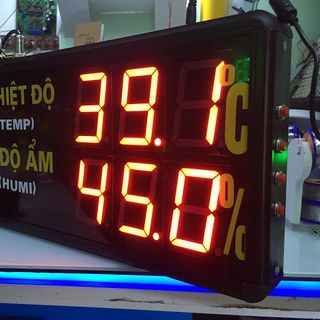 HIỆT ĐỘ 39.1 °C
(TEMP)
ĐỘ ẨM 45.0 %
(HUMI)